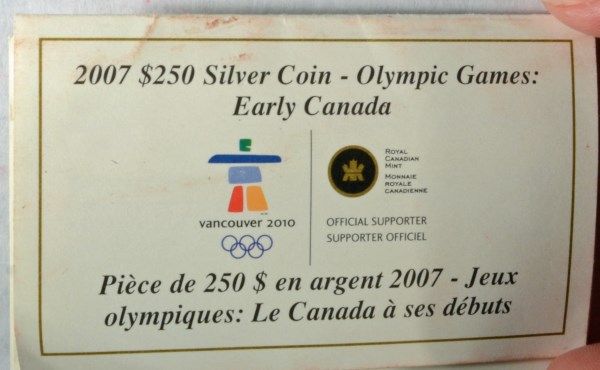 2007 $250 Silver Coin - Olympic Games:
Early Canada
vancouver 2010
ROYAL
CANADIAN
MINT
MONNAIE
ROYALE
CANADIENNE
OFFICIAL SUPPORTER
SUPPORTER OFFICIEL
Pièce de 250 $ en argent 2007 - Jeux
olympiques: Le Canada à ses débuts